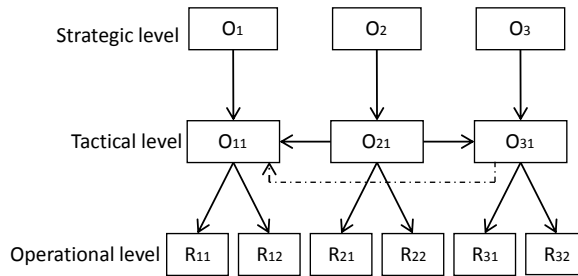 Strategic level O1 O2 O3
Tactical level O11 O21 O31
Operational level R11 R12 R21 R22 R31 R32